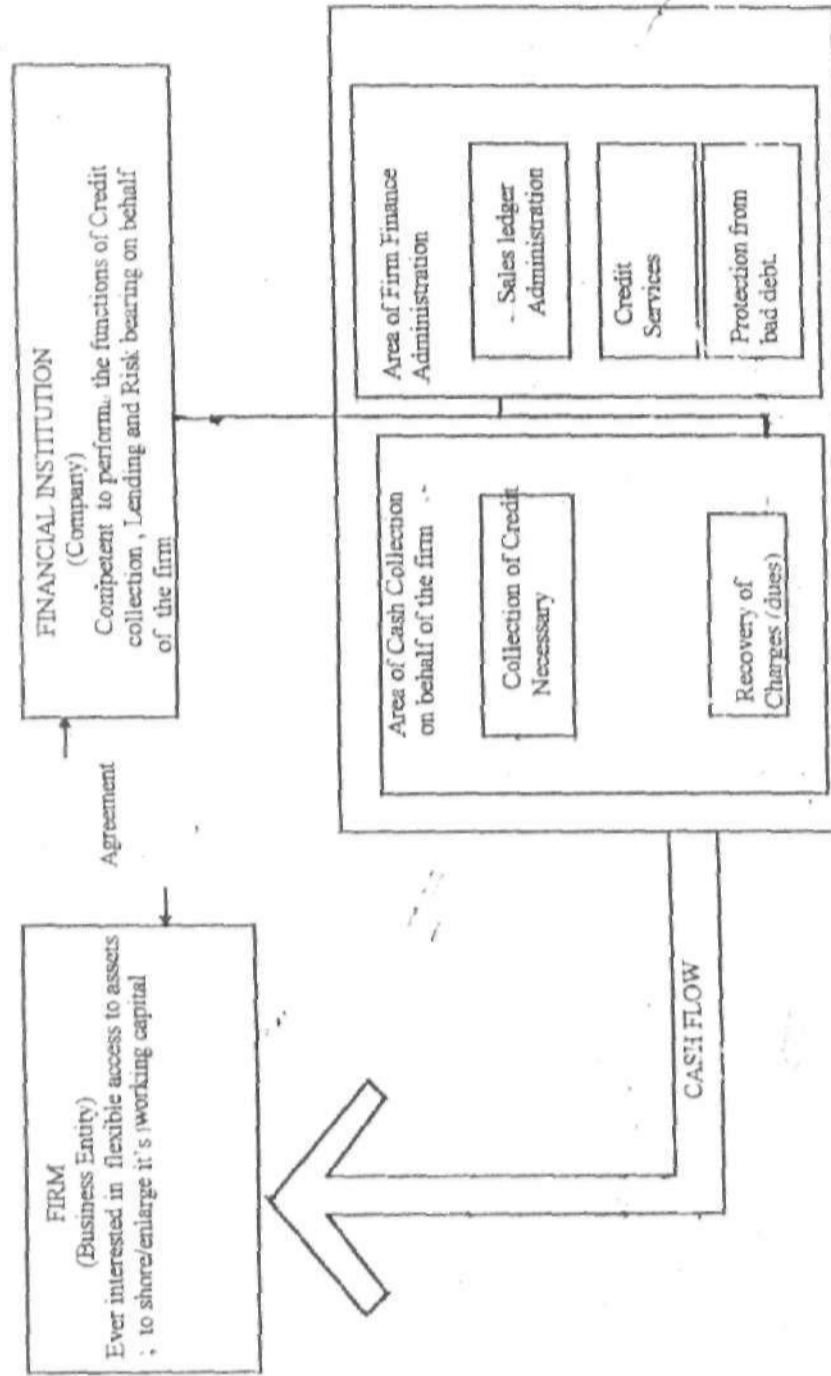 FIRM
(Business Entity)
Ever interested in flexible access to assets
; to shore/enlarge it's working capital
Agreement
FINANCIAL INSTITUTION
(Company)
Competent to perform the functions of Credit
collection, Lending and Risk bearing on behalf
of the firm
CASH FLOW
Area of Cash Collection
on behalf of the firm
Collection of Credit
Necessary
Recovery of
Charges (dues)
Area of Firm Finance
Administration
Sales ledger
Administration
Credit
Services
Protection from
bad debt.